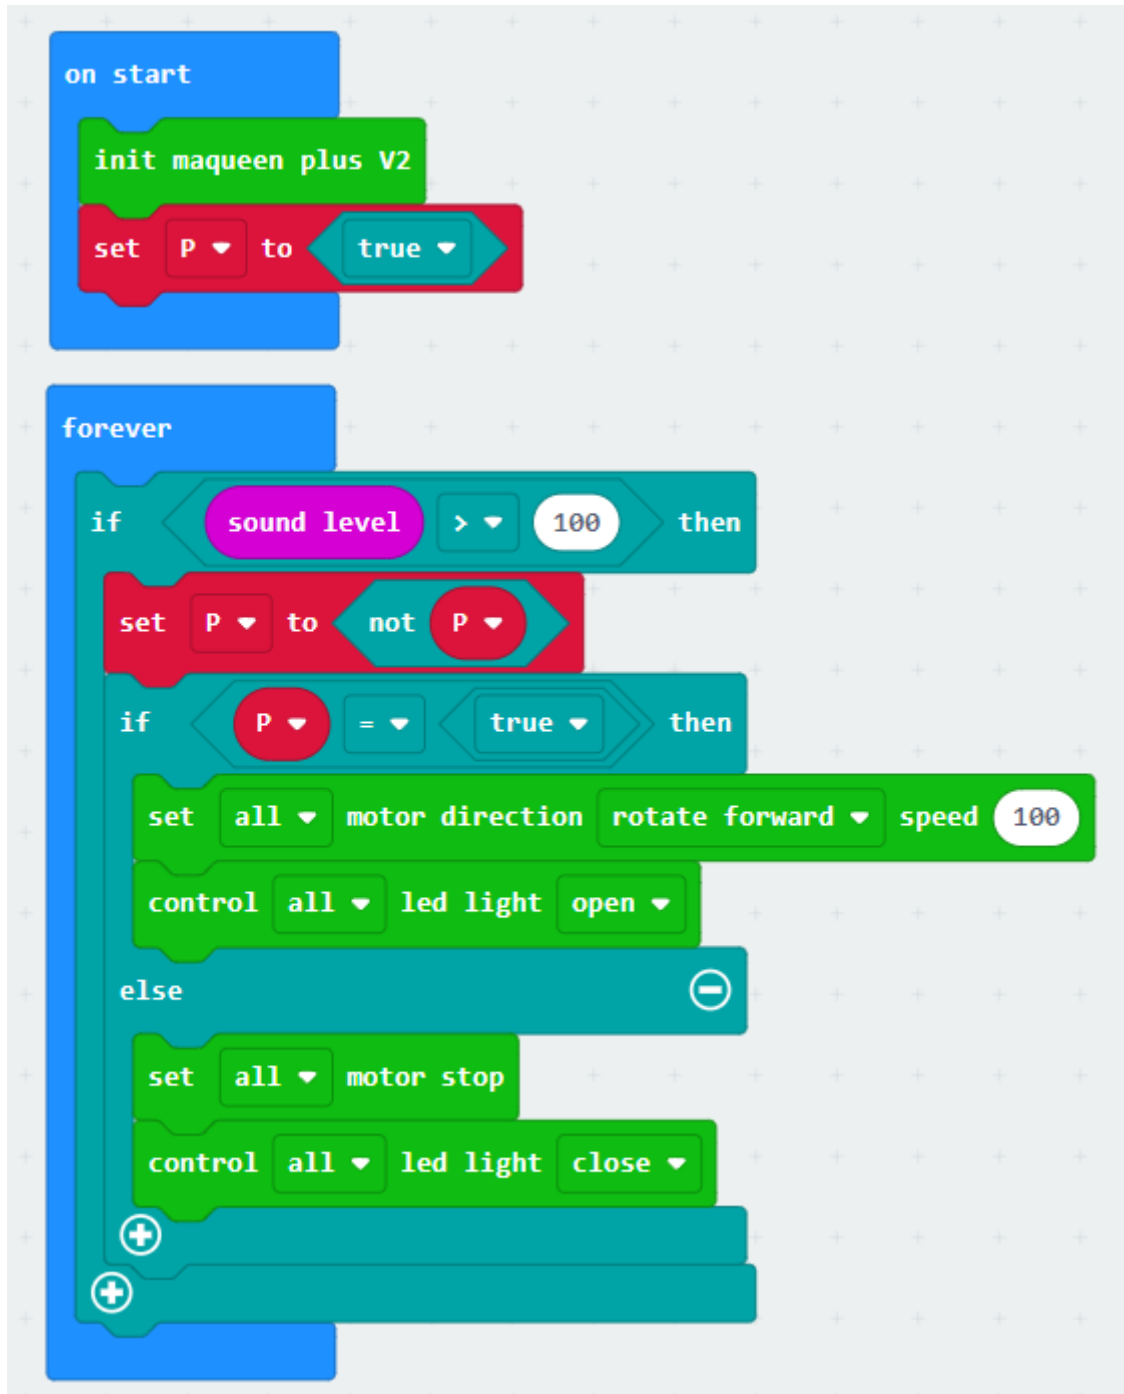 on start
init maqueen plus V2
set P to true
forever
if sound level > 100 then
set P to not P
if P = true then
set all motor direction rotate forward speed 100
control all led light open
else
set all motor stop
control all led light close